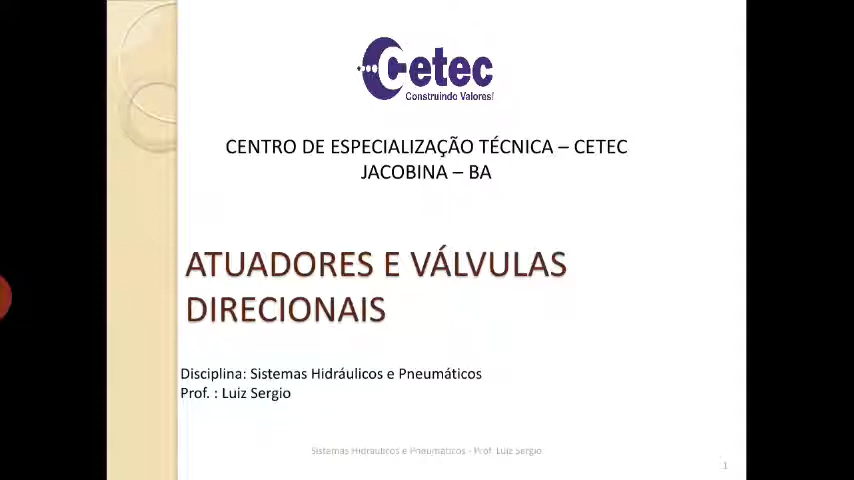 Cetec
Construindo Valores!
CENTRO DE ESPECIALIZAÇÃO TÉCNICA – CETEC
JACOBINA – BA
ATUADORES E VÁLVULAS
DIRECIONAIS
Disciplina: Sistemas Hidráulicos e Pneumáticos
Prof. : Luiz Sergio
Sistemas Hidraulicos e Pneumáticos - Prof. Luiz Sergio
1